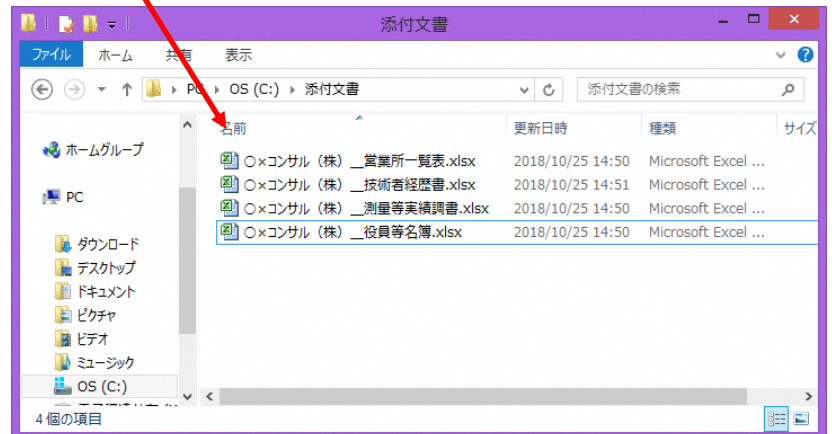 添付文書
ファイル ホーム 共有 表示
PC OS (C:) 添付文書 添付文書の検索
名前 更新日時 種類 サイズ
ホームグループ
PC
ダウンロード
デスクトップ
ドキュメント
ピクチャ
ビデオ
ミュージック
OS (C:)
○×コンサル（株）__営業所一覧表.xlsx 2018/10/25 14:50 Microsoft Excel ...
○×コンサル（株）__技術者経歴書.xlsx 2018/10/25 14:51 Microsoft Excel ...
○×コンサル（株）__測量等実績調書.xlsx 2018/10/25 14:50 Microsoft Excel ...
○×コンサル（株）__役員等名簿.xlsx 2018/10/25 14:50 Microsoft Excel ...
4 個の項目